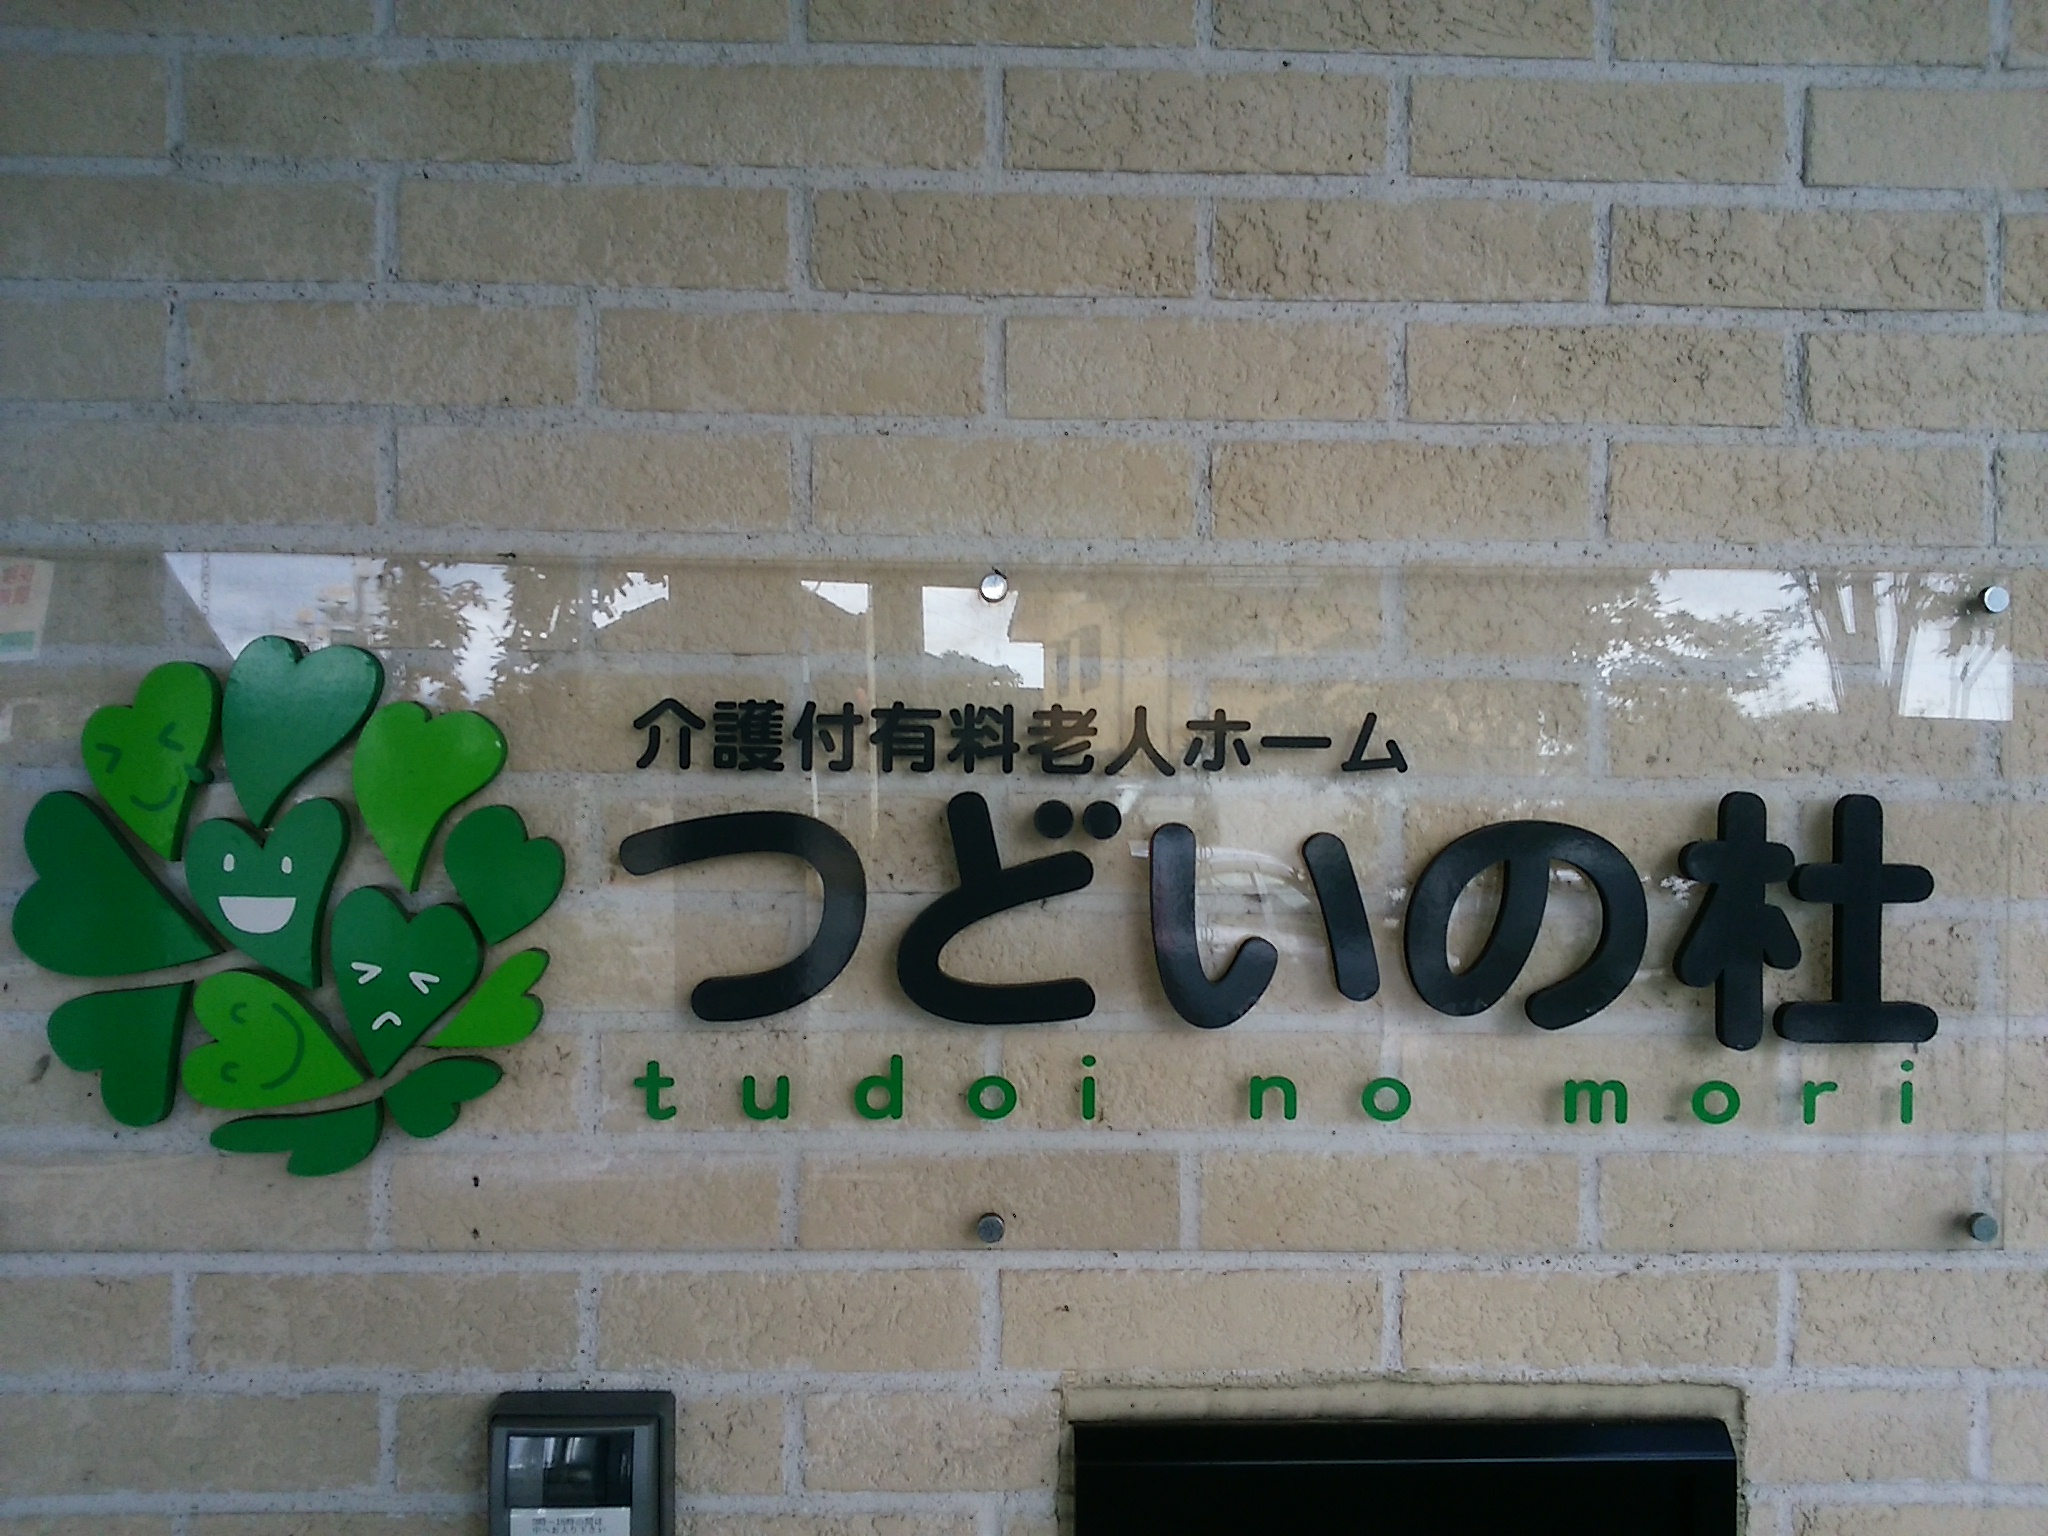 介護付有料老人ホーム
つどいの杜
tudoi no mori